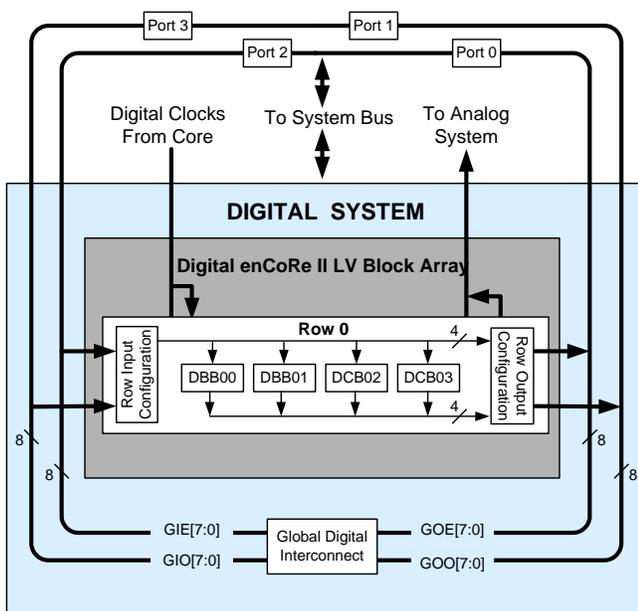 Port 3
Port 1
Port 2
Port 0
Digital Clocks
From Core
To System Bus
To Analog
System
DIGITAL SYSTEM
Digital enCoRe II LV Block Array
Row 0
4
Row Input
Configuration
DBB00
DBB01
DCB02
DCB03
4
Row Output
Configuration
8
8
8
8
GIE[7:0]
GIO[7:0]
Global Digital
Interconnect
GOE[7:0]
GOO[7:0]